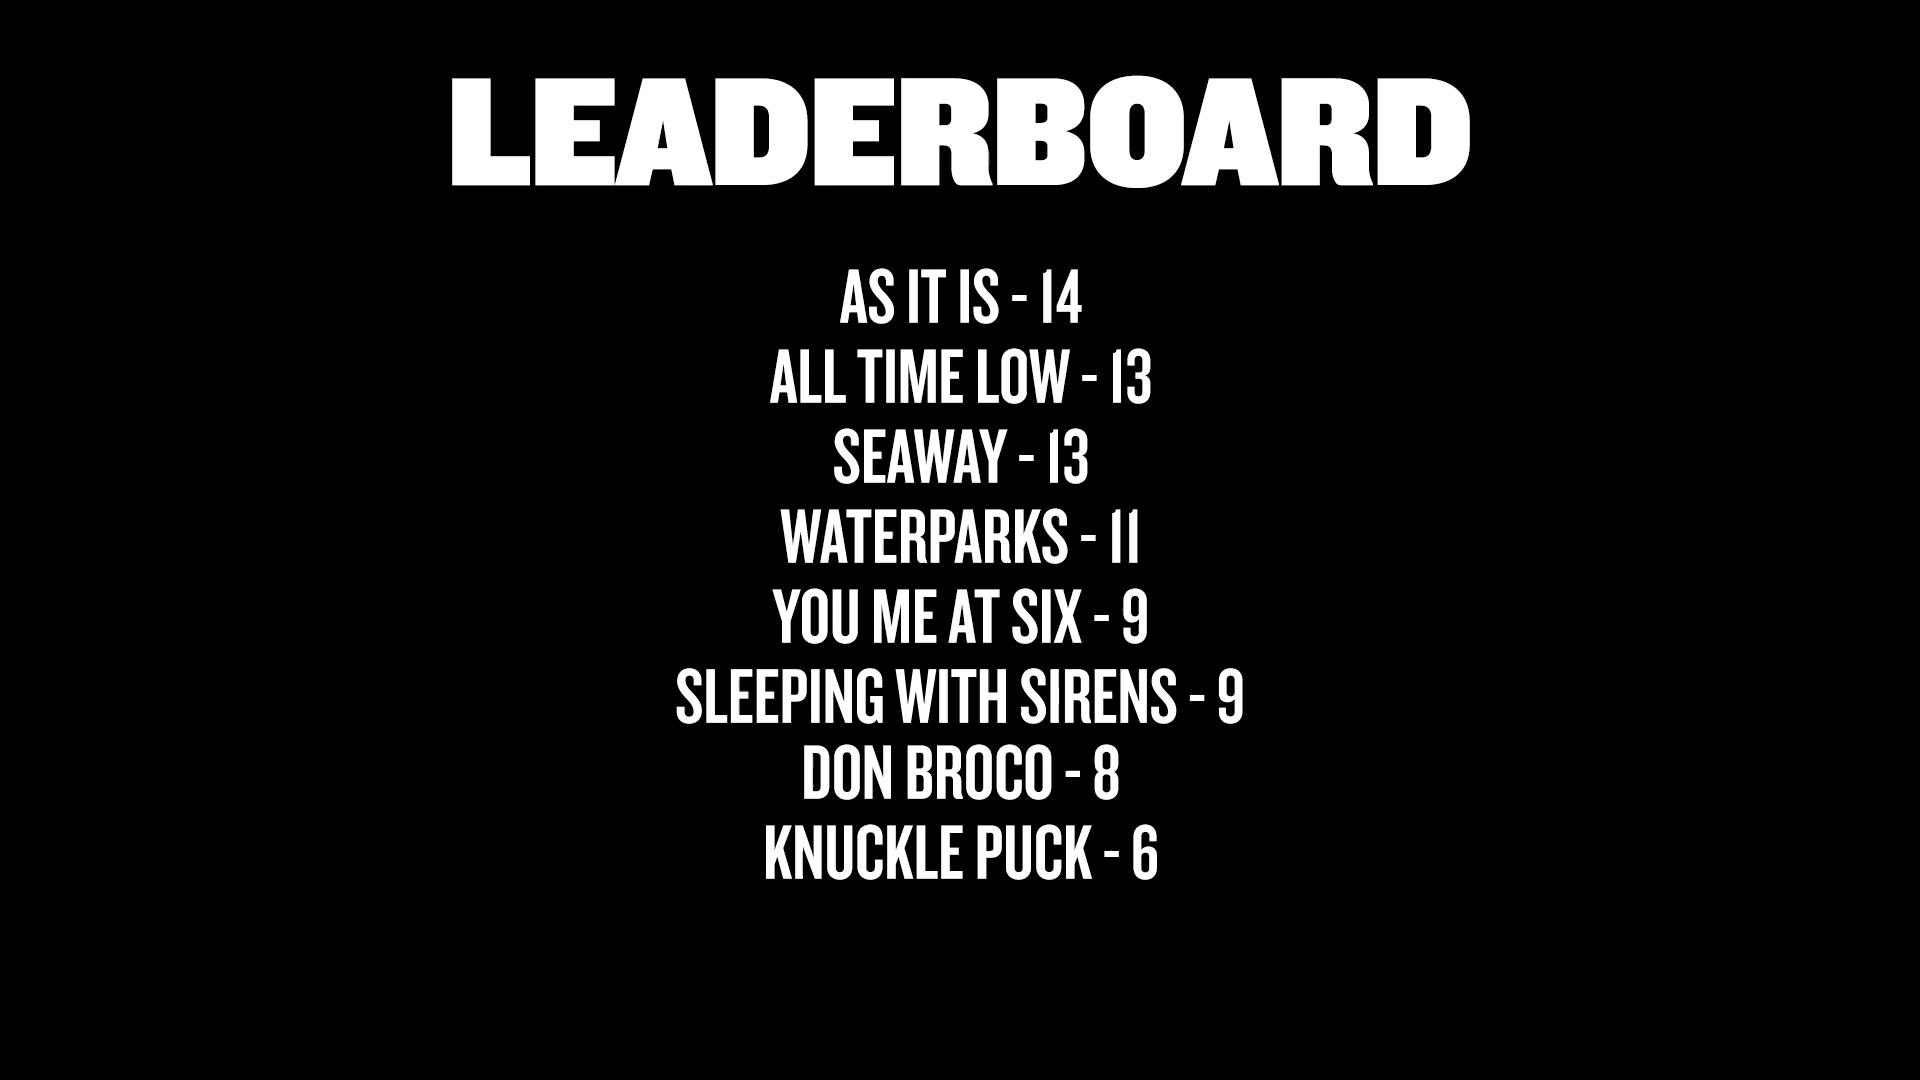 LEADERBOARD
AS IT IS - 14
ALL TIME LOW - 13
SEAWAY - 13
WATERPARKS - 11
YOU ME AT SIX - 9
SLEEPING WITH SIRENS - 9
DON BROCO - 8
KNUCKLE PUCK - 6